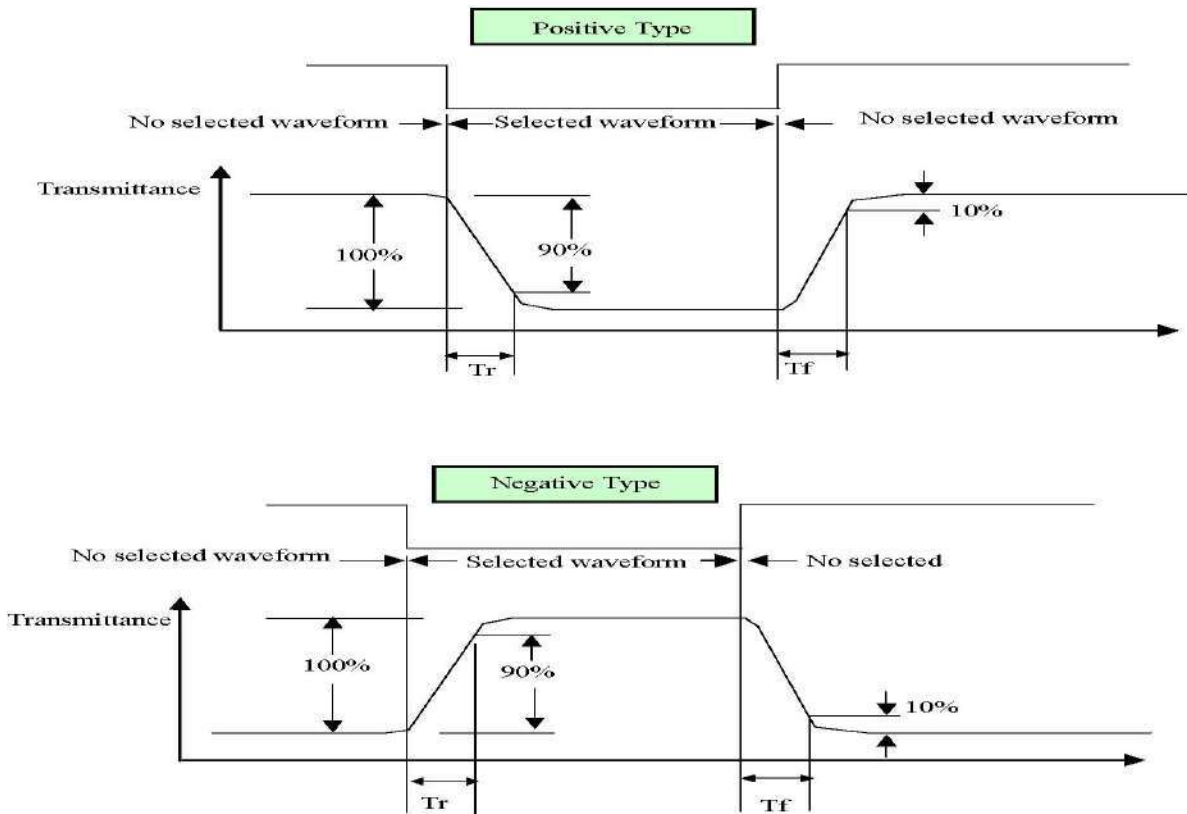 Positive Type
No selected waveform
Selected waveform
No selected waveform
Transmittance
100%
90%
10%
Tr
Tf
Negative Type
No selected waveform
Selected waveform
No selected
Transmittance
100%
90%
10%
Tr
Tf